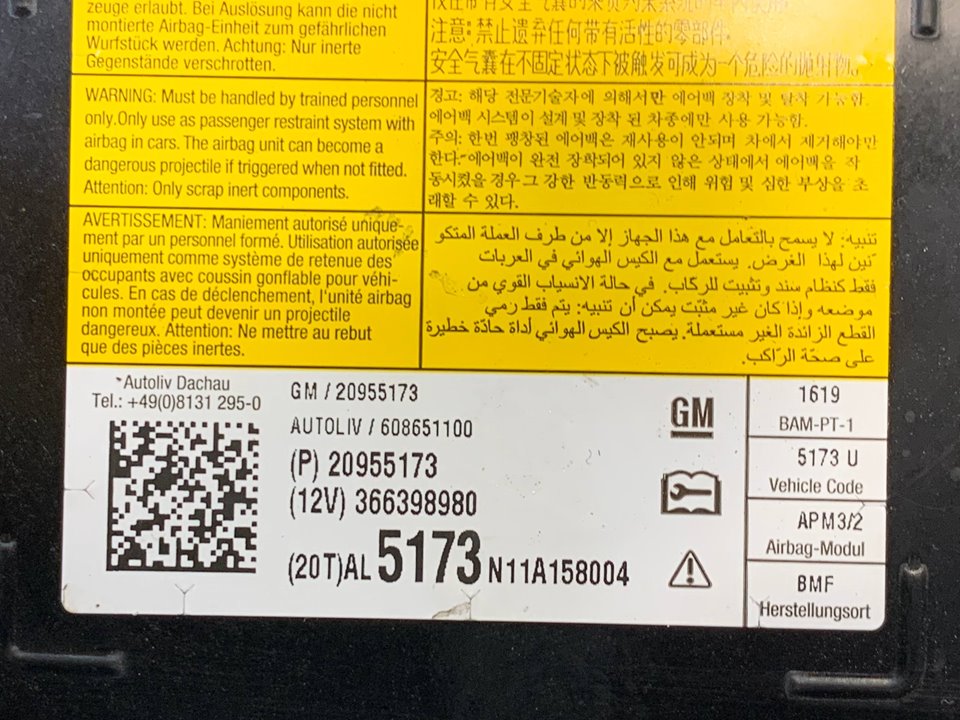 zeuge erlaubt. Bei Auslösung kann die nicht
montierte Airbag-Einheit zum gefährlichen
Wurfstück werden. Achtung: Nur inerte
Gegenstände verschrotten.
注意: 禁止遗弃任何带有活性的零部件.
安全气囊在不固定状态下被触发可成为一个危险的抛射物。
WARNING: Must be handled by trained personnel
only.Only use as passenger restraint system with
airbag in cars. The airbag unit can become a
dangerous projectile if triggered when not fitted.
Attention: Only scrap inert components.
경고: 해당 전문기술자에 의해서만 에어백 장착 및 탈착 가능함.
에어백 시스템이 설계 및 장착 된 차종에만 사용 가능함.
주의: 한번 팽창된 에어백은 재사용이 안되며 차에서 제거해야만
한다.-에어백이 완전 장착되어 있지 않은 상태에서 에어백을 작
동시켰을 경우그 강한 반동력으로 인해 위험 및 심한 부상을 초
래할 수 있다.
AVERTISSEMENT: Maniement autorisé unique-
ment par un personnel formé. Utilisation autorisée
uniquement comme système de retenue des
occupants avec coussin gonflable pour véhi-
cules. En cas de déclenchement, l'unité airbag
non montée peut devenir un projectile
dangereux. Attention: Ne mettre au rebut
que des pièces inertes.
تنبيه: لا يسمح بالتعامل مع هذا الجهاز إلا من طرف العملة المتكو
نين لهذا الغرض. يستعمل مع الكيس الهوائي في العربات
فقط كنظام سند وتثبيت للركاب. في حالة الانسياب القوي من
موضعه وإذا كان غير مثبت يمكن أن تنبيه: يتم فقط رمي
القطع الزائدة الغير مستعملة. يصبح الكيس الهوائي أداة حادّة خطيرة
على صحّة الرّاكب.
Autoliv Dachau
Tel.: +49(0)8131 295-0
GM / 20955173
AUTOLIV / 608651100
(P) 20955173
(12V) 366398980
(20T)AL 5173 N11A158004
GM
1619
BAM-PT-1
5173 U
Vehicle Code
APM3/2
Airbag-Modul
BMF
Herstellungsort